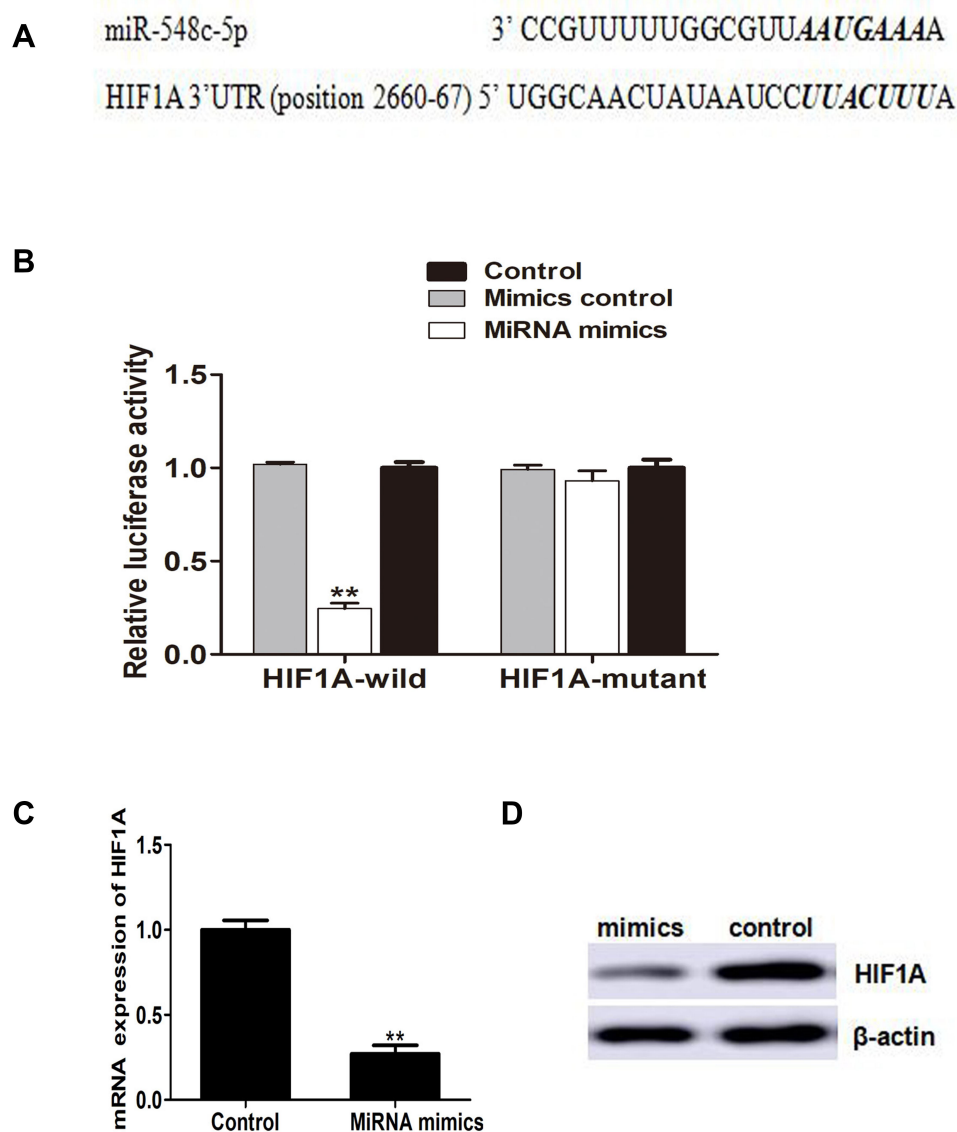 A
miR-548c-5p 3' CCGUUUUUGGCGUUAAUGAAAA
HIF1A 3'UTR (position 2660-67) 5' UGGCAACUAUAAUCCUUACUUUA
B
Control
Mimics control
MiRNA mimics
Relative luciferase activity
1.5
1.0
0.5
0.0
**
HIF1A-wild HIF1A-mutant
C
mRNA expression of HIF1A
1.5
1.0
0.5
0.0
**
Control MiRNA mimics
D
mimics control
HIF1A
β-actin